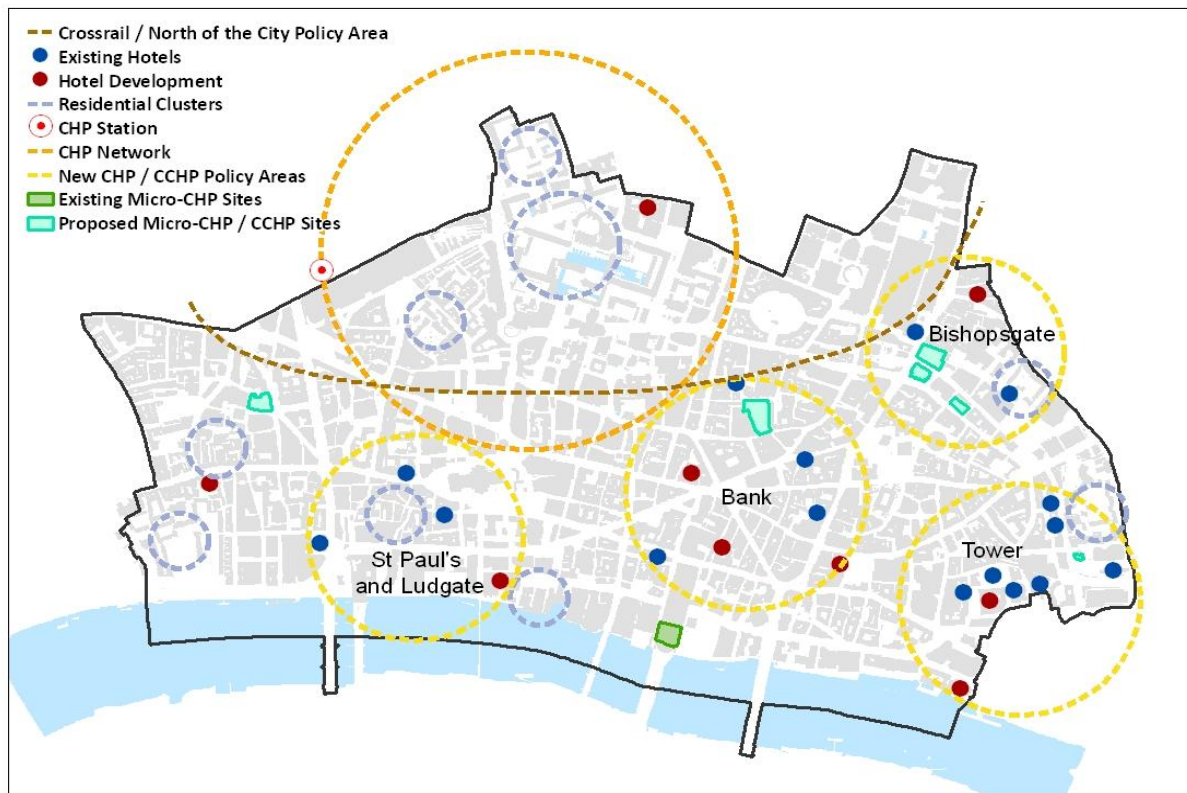 Crossrail / North of the City Policy Area
Existing Hotels
Hotel Development
Residential Clusters
CHP Station
CHP Network
New CHP / CCHP Policy Areas
Existing Micro-CHP Sites
Proposed Micro-CHP / CCHP Sites
Bishopsgate
Bank
St Paul's
and Ludgate
Tower